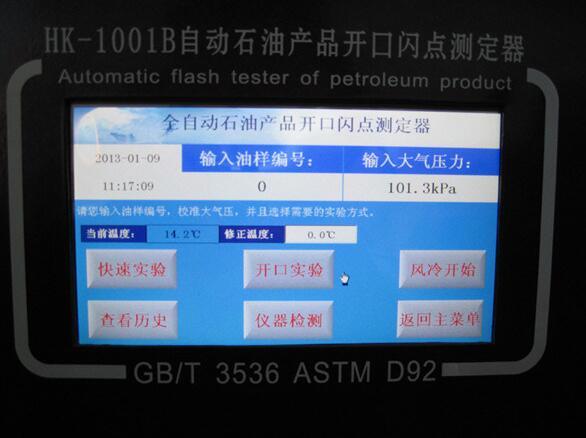 HK-1001B自动石油产品开口闪点测定器
Automatic flash tester of petroleum product
全自动石油产品开口闪点测定器
2013-01-09 输入油样编号: 输入大气压力:
11:17:09 0 101.3kPa
请您输入油样编号，校准大气压，并且选择需要的实验方式。
当前温度: 14.2℃ 修正温度: 0.0℃
快速实验 开口实验 风冷开始
查看历史 仪器检测 返回主菜单
GB/T 3536 ASTM D92